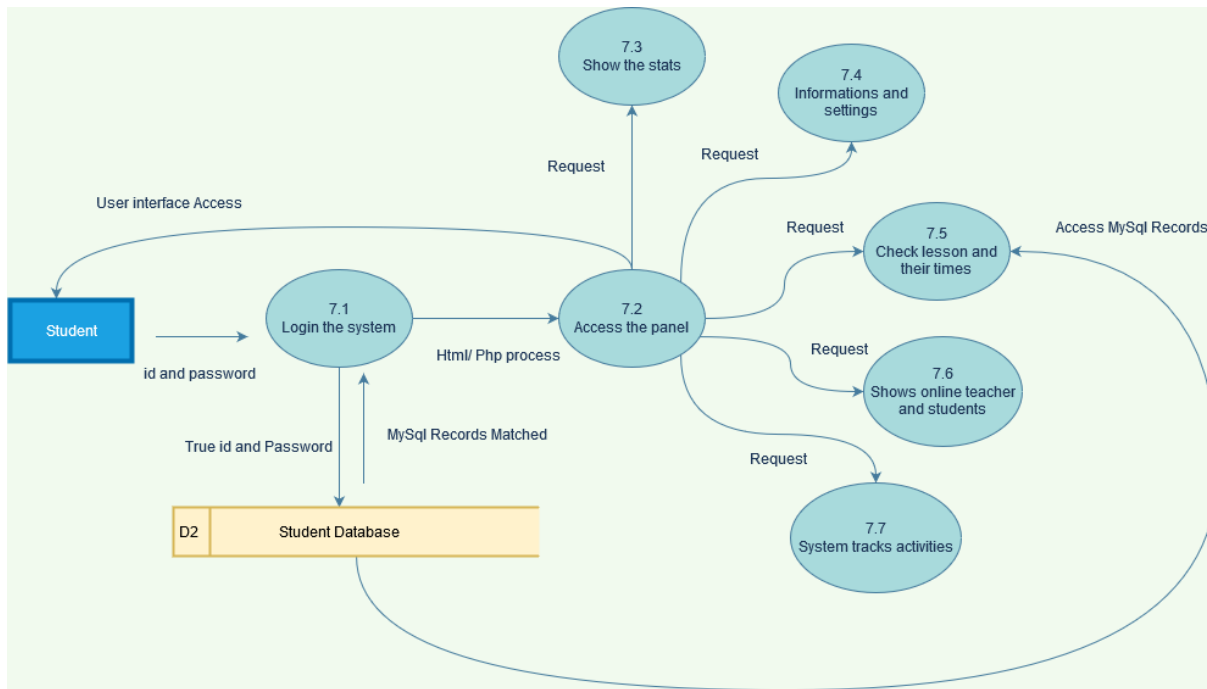 7.3
Show the stats
7.4
Informations and
settings
Request
Request
User interface Access
Request
7.5
Check lesson and
their times
Access MySql Records
Student
7.1
Login the system
7.2
Access the panel
id and password
Html/ Php process
Request
7.6
Shows online teacher
and students
True id and Password
MySql Records Matched
Request
D2
Student Database
7.7
System tracks activities